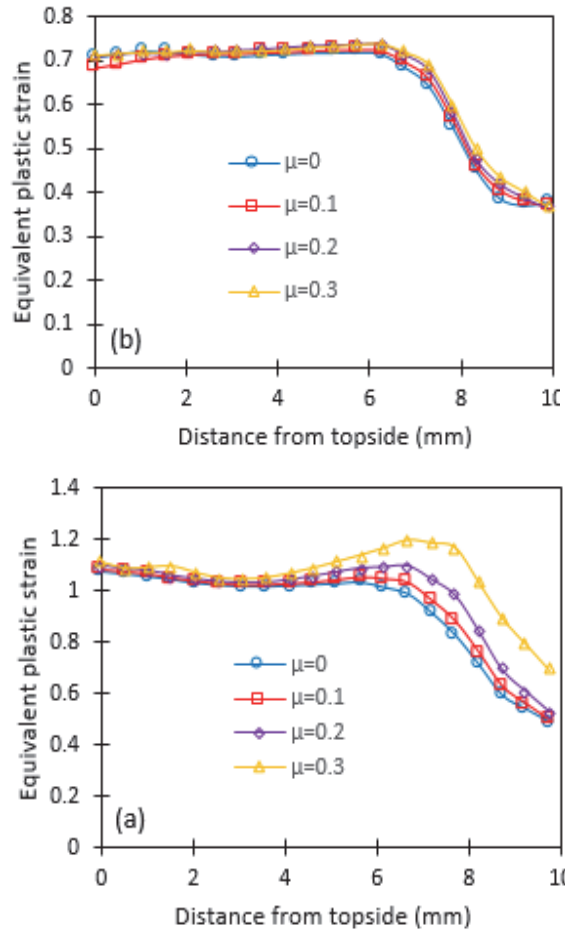 0.8
0.7
0.6
0.5
0.4
0.3
0.2
0.1
0
Equivalent plastic strain
μ=0
μ=0.1
μ=0.2
μ=0.3
(b)
0 2 4 6 8 10
Distance from topside (mm)
1.4
1.2
1
0.8
0.6
0.4
0.2
0
Equivalent plastic strain
μ=0
μ=0.1
μ=0.2
μ=0.3
(a)
0 2 4 6 8 10
Distance from topside (mm)